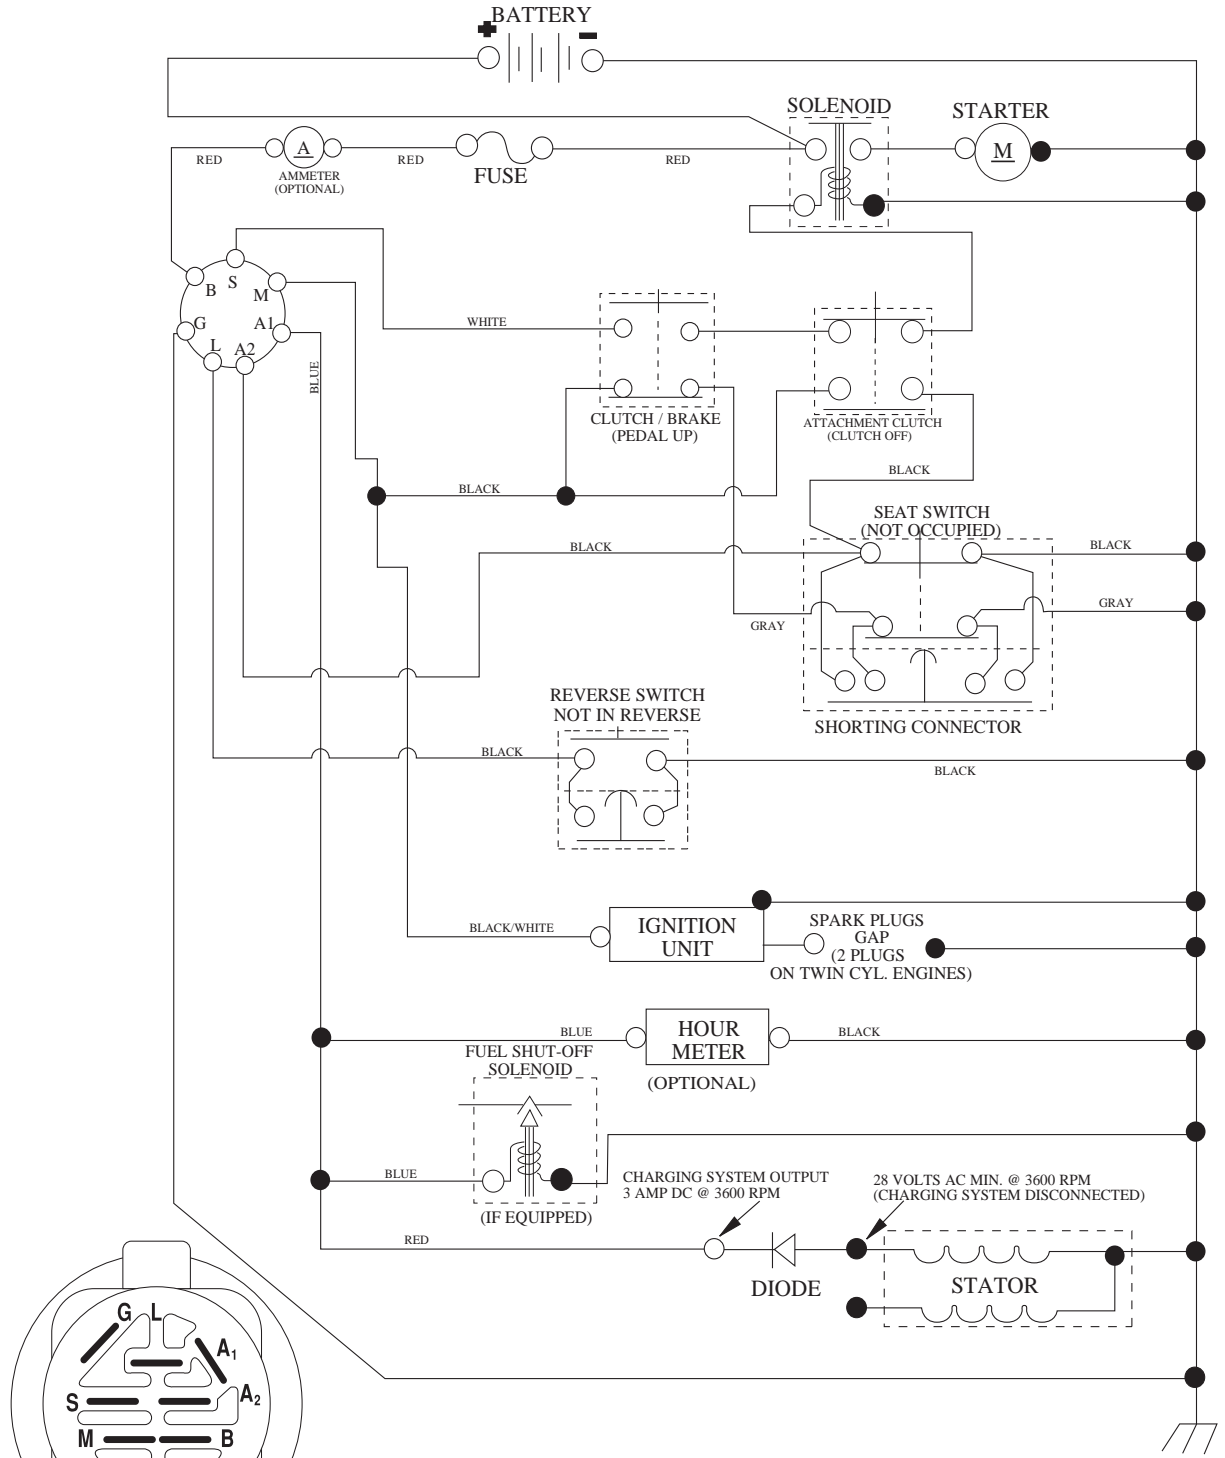 BATTERY
SOLENOID
STARTER
A
M
RED
RED
RED
AMMETER
(OPTIONAL)
FUSE
B
S
M
G
A1
L
A2
WHITE
BLUE
CLUTCH / BRAKE
(PEDAL UP)
ATTACHMENT CLUTCH
(CLUTCH OFF)
BLACK
BLACK
SEAT SWITCH
(NOT OCCUPIED)
BLACK
BLACK
GRAY
GRAY
REVERSE SWITCH
NOT IN REVERSE
SHORTING CONNECTOR
BLACK
BLACK
BLACK/WHITE
IGNITION
UNIT
SPARK PLUGS
GAP
(2 PLUGS
ON TWIN CYL. ENGINES)
BLUE
HOUR
METER
BLACK
(OPTIONAL)
FUEL SHUT-OFF
SOLENOID
BLUE
(IF EQUIPPED)
CHARGING SYSTEM OUTPUT
3 AMP DC @ 3600 RPM
28 VOLTS AC MIN. @ 3600 RPM
(CHARGING SYSTEM DISCONNECTED)
RED
DIODE
STATOR
G L
A1
S
A2
M
B